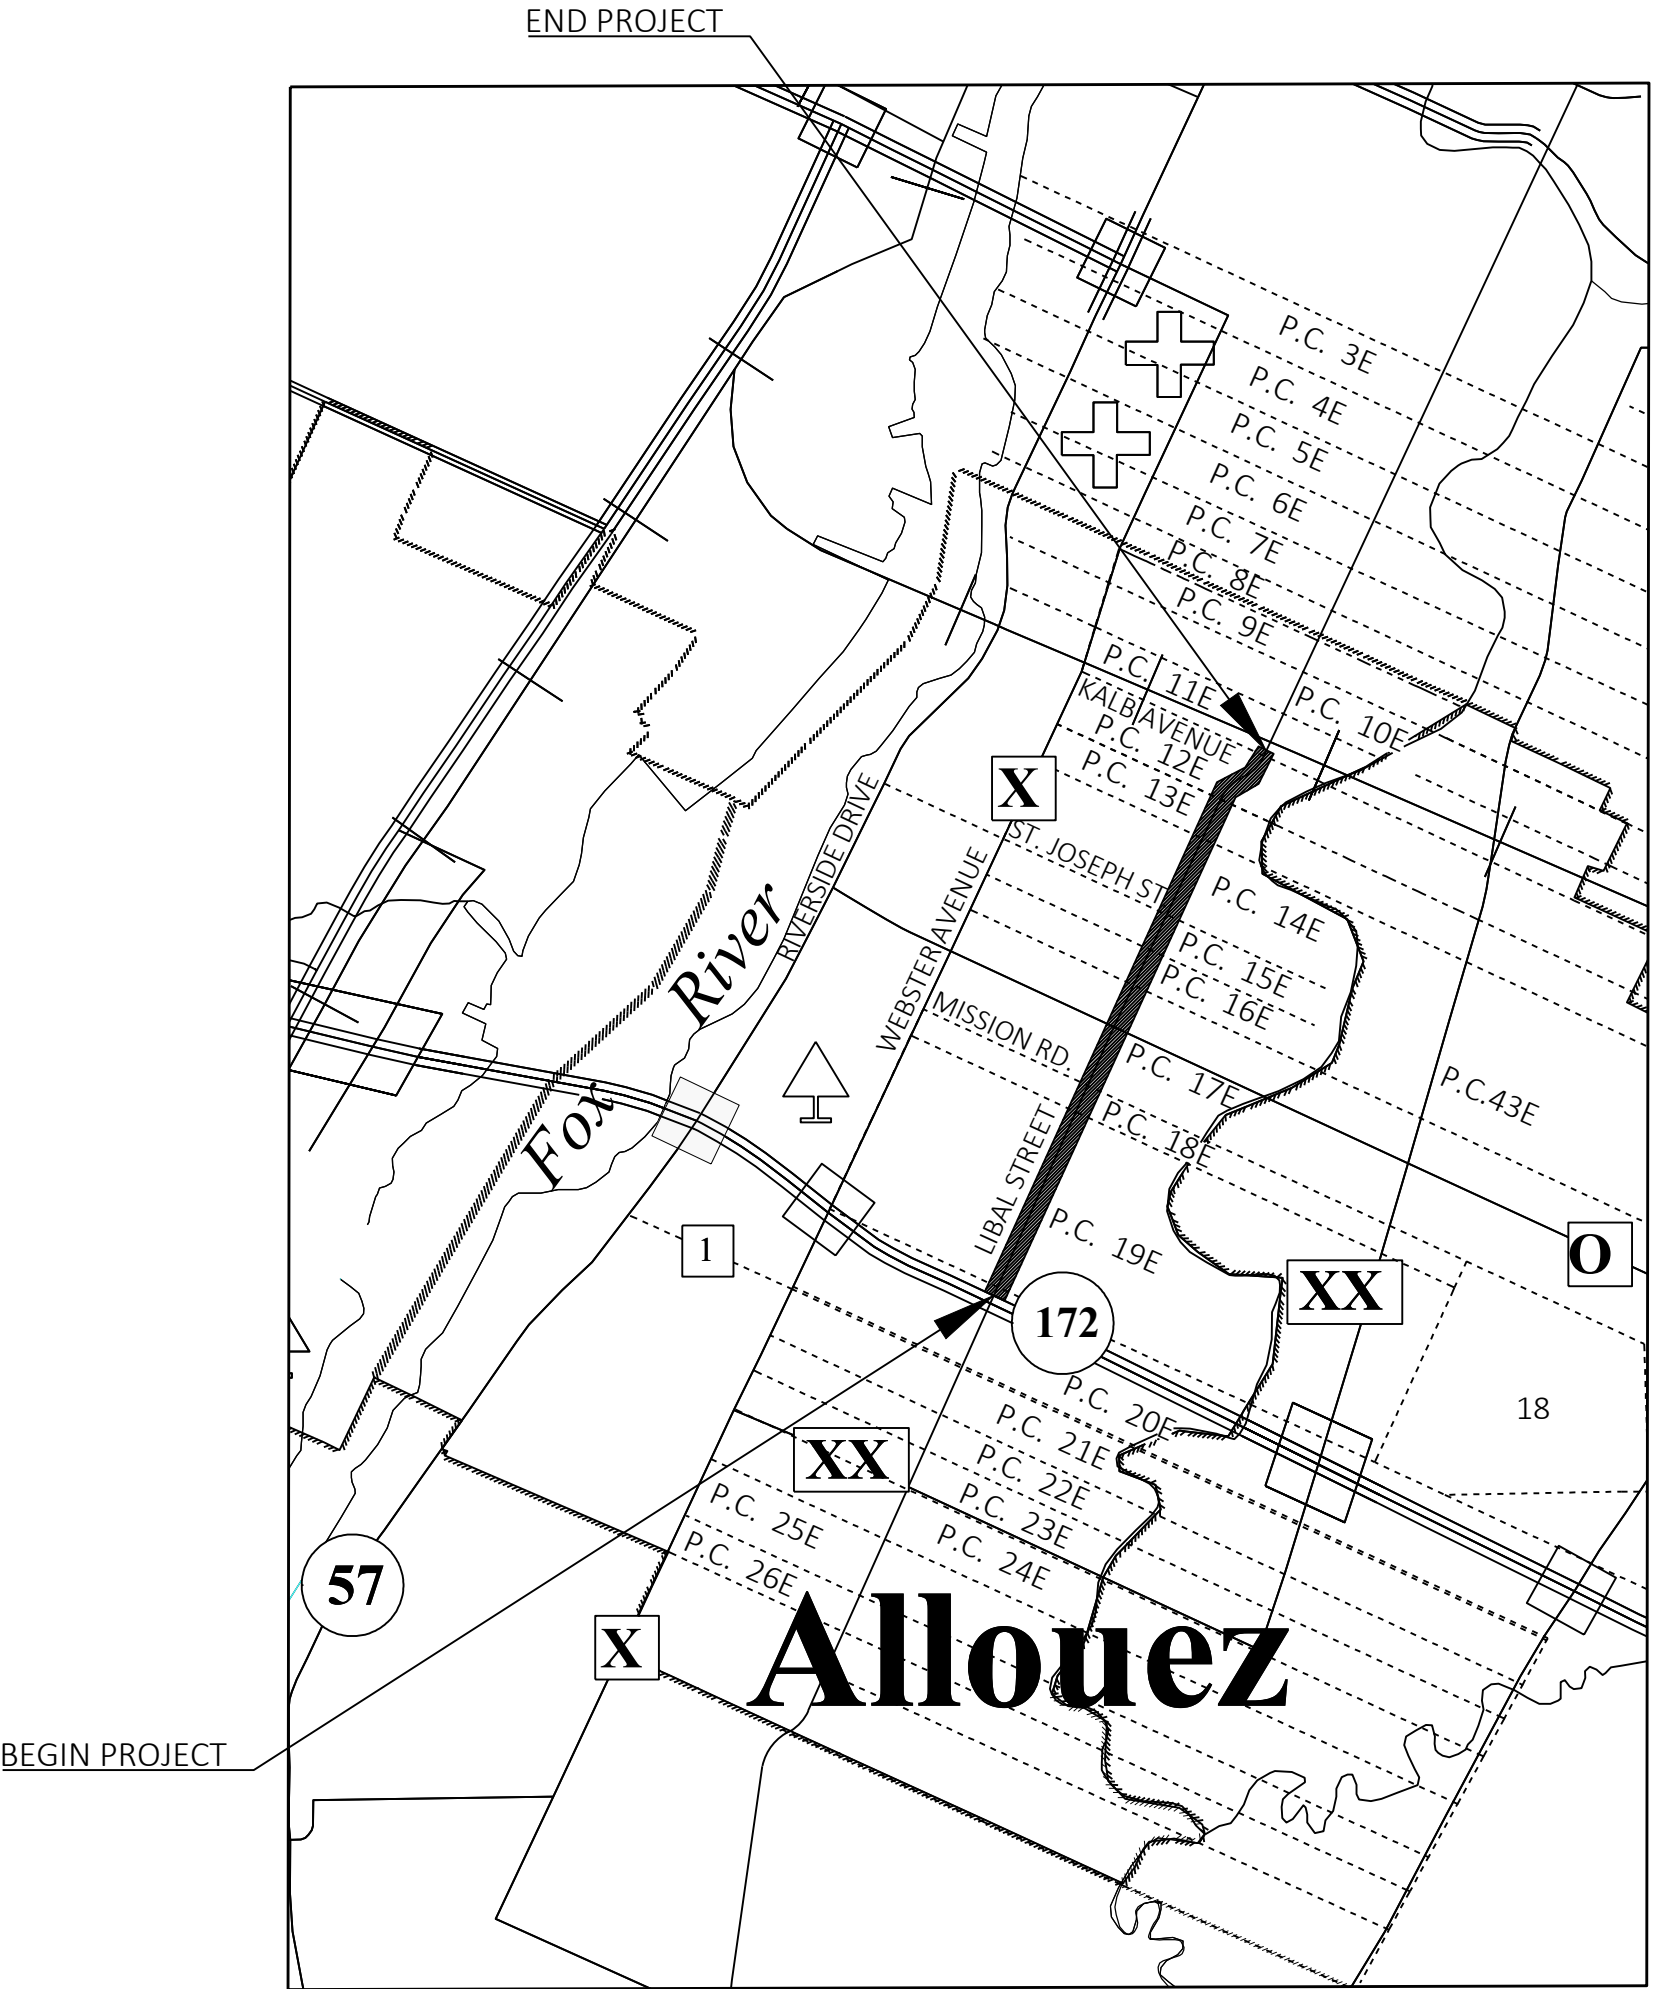 END PROJECT
P.C. 3E
P.C. 4E
P.C. 5E
P.C. 6E
P.C. 7E
P.C. 8E
P.C. 9E
P.C. 10E
P.C. 11E
KALB AVENUE
P.C. 12E
P.C. 13E
X
ST. JOSEPH ST
P.C. 14E
RIVERSIDE DRIVE
WEBSTER AVENUE
P.C. 15E
P.C. 16E
MISSION RD.
P.C. 17E
P.C.43E
P.C. 18E
Fox River
LIBAL STREET
P.C. 19E
1
O
XX
172
18
P.C. 20E
P.C. 21E
XX
P.C. 22E
P.C. 23E
P.C. 24E
P.C. 25E
P.C. 26E
57
X
Allouez
BEGIN PROJECT